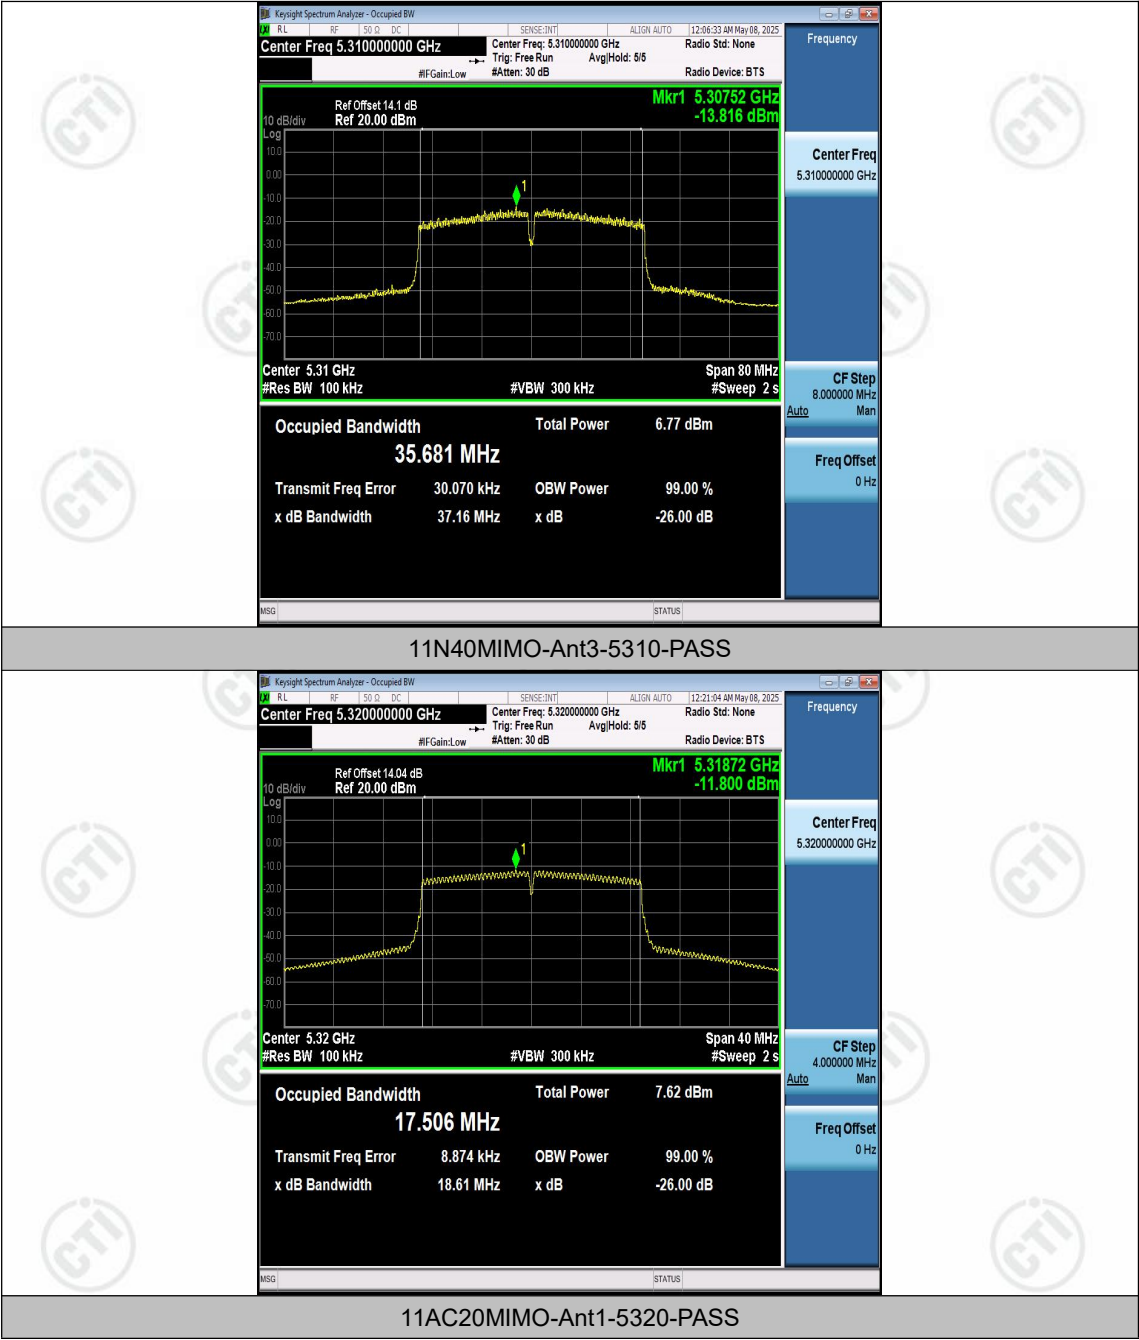 Keysight Spectrum Analyzer - Occupied BW
RL RF 50 Ω DC SENSE:INT ALIGN AUTO 12:06:33 AM May 08, 2025
Center Freq 5.310000000 GHz
Center Freq: 5.310000000 GHz
Radio Std: None
Trig: Free Run Avg|Hold: 5/5
#IFGain:Low #Atten: 30 dB Radio Device: BTS
Frequency
Mkr1 5.30752 GHz
-13.816 dBm
Ref Offset 14.1 dB
10 dB/div Ref 20.00 dBm
Log
10.0
0.00
-10.0
-20.0
-30.0
-40.0
-50.0
-60.0
-70.0
1
Center 5.31 GHz Span 80 MHz
#Res BW 100 kHz #VBW 300 kHz #Sweep 2 s
Center Freq
5.310000000 GHz
CF Step
8.000000 MHz
Auto Man
Freq Offset
0 Hz
Occupied Bandwidth Total Power 6.77 dBm
35.681 MHz
Transmit Freq Error 30.070 kHz OBW Power 99.00 %
x dB Bandwidth 37.16 MHz x dB -26.00 dB
MSG STATUS
11N40MIMO-Ant3-5310-PASS
Keysight Spectrum Analyzer - Occupied BW
RL RF 50 Ω DC SENSE:INT ALIGN AUTO 12:21:04 AM May 08, 2025
Center Freq 5.320000000 GHz
Center Freq: 5.320000000 GHz
Radio Std: None
Trig: Free Run Avg|Hold: 5/5
#IFGain:Low #Atten: 30 dB Radio Device: BTS
Frequency
Mkr1 5.31872 GHz
-11.800 dBm
Ref Offset 14.04 dB
10 dB/div Ref 20.00 dBm
Log
10.0
0.00
-10.0
-20.0
-30.0
-40.0
-50.0
-60.0
-70.0
1
Center 5.32 GHz Span 40 MHz
#Res BW 100 kHz #VBW 300 kHz #Sweep 2 s
Center Freq
5.320000000 GHz
CF Step
4.000000 MHz
Auto Man
Freq Offset
0 Hz
Occupied Bandwidth Total Power 7.62 dBm
17.506 MHz
Transmit Freq Error 8.874 kHz OBW Power 99.00 %
x dB Bandwidth 18.61 MHz x dB -26.00 dB
MSG STATUS
11AC20MIMO-Ant1-5320-PASS
CTI
CTI
CTI
CTI
CTI
CTI
CTI
CTI
CTI
CTI
CTI